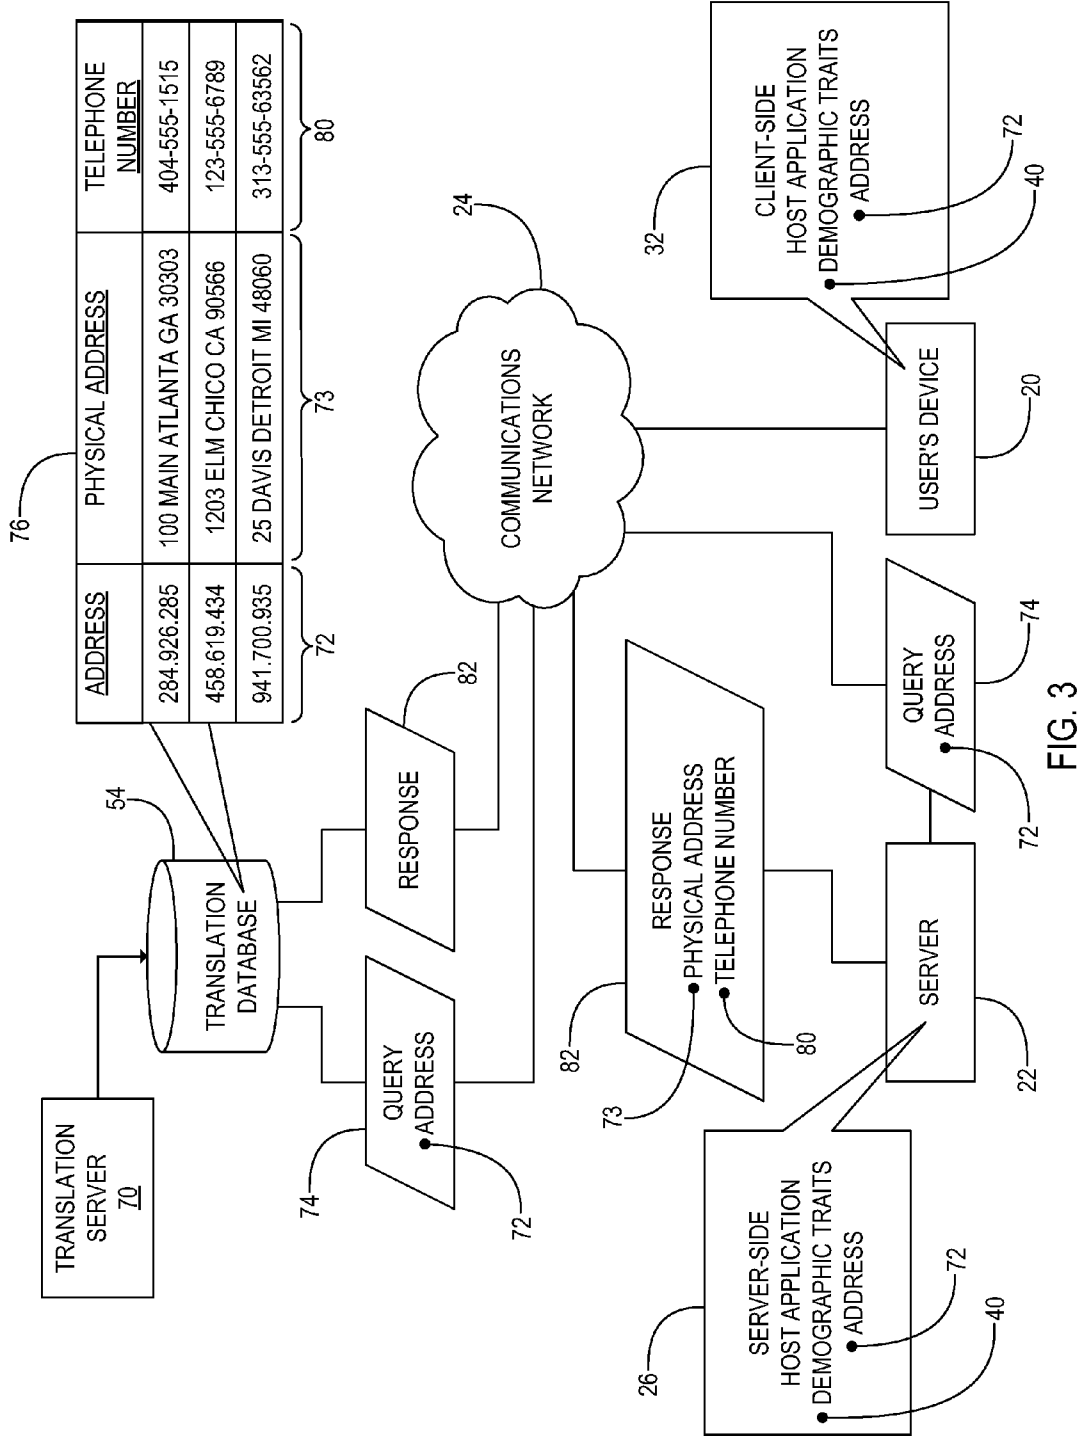 TRANSLATION
SERVER
70
54
TRANSLATION
DATABASE
76
ADDRESS
PHYSICAL ADDRESS
TELEPHONE
NUMBER
284.926.285
100 MAIN ATLANTA GA 30303
404-555-1515
458.619.434
1203 ELM CHICO CA 90566
123-555-6789
941.700.935
25 DAVIS DETROIT MI 48060
313-555-63562
72
73
80
74
QUERY
ADDRESS
72
RESPONSE
82
24
COMMUNICATIONS
NETWORK
82
RESPONSE
PHYSICAL ADDRESS
TELEPHONE NUMBER
73
80
26
SERVER-SIDE
HOST APPLICATION
DEMOGRAPHIC TRAITS
ADDRESS
72
40
SERVER
22
QUERY
ADDRESS
72
74
USER'S DEVICE
20
32
CLIENT-SIDE
HOST APPLICATION
DEMOGRAPHIC TRAITS
ADDRESS
72
40
FIG. 3